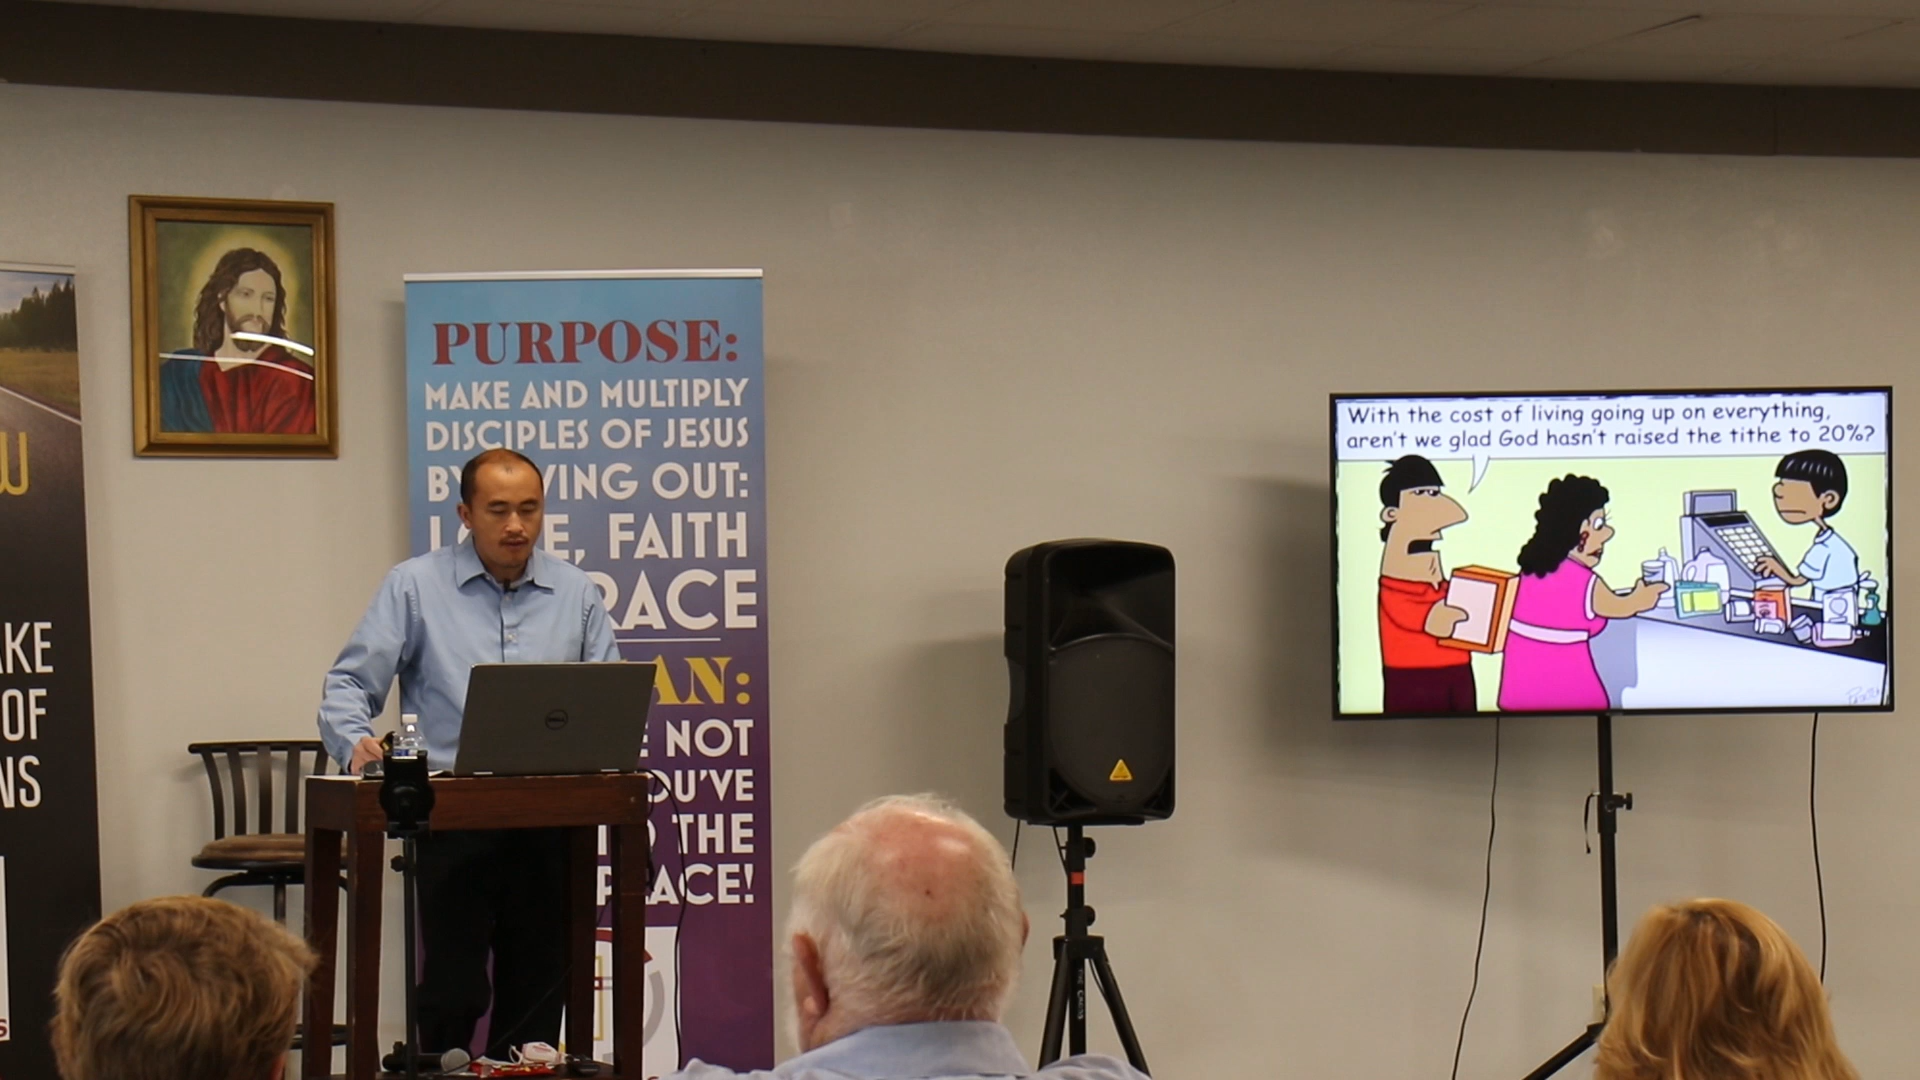 PURPOSE:
MAKE AND MULTIPLY
DISCIPLES OF JESUS
VING OUT:
FAITH
RACE
AN:
NOT
OU'VE
THE
PLACE!
With the cost of living going up on everything,
aren't we glad God hasn't raised the tithe to 20%?
AKE
OF
NS
DELL